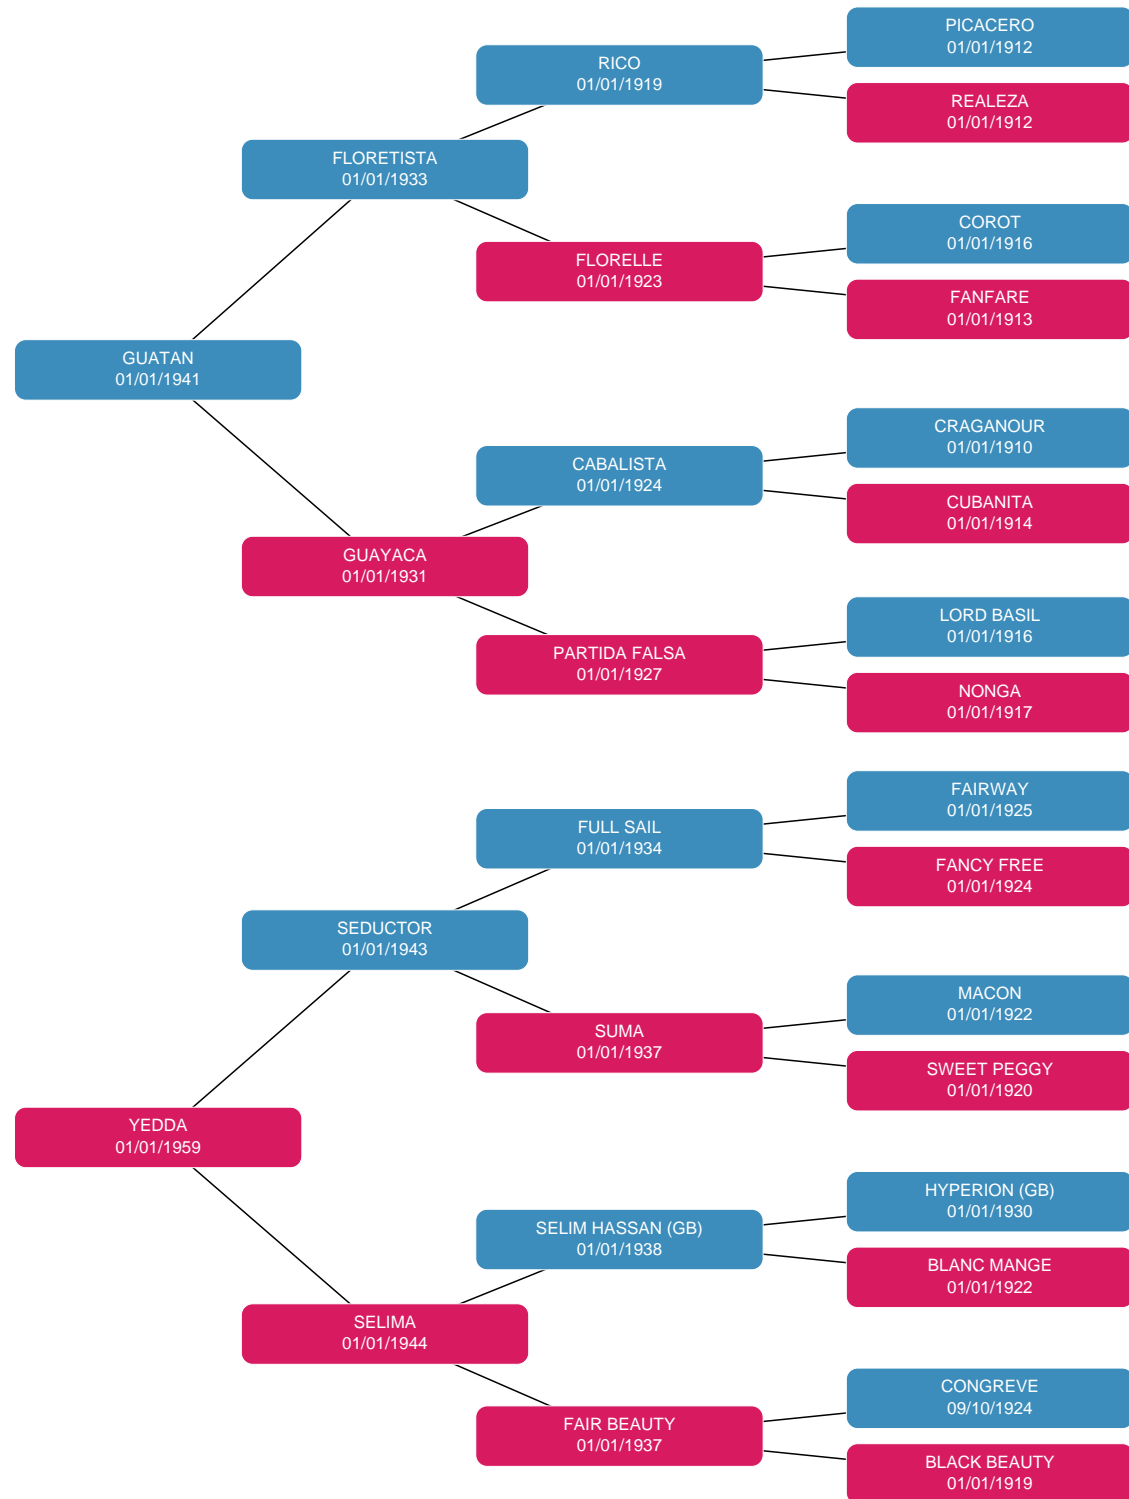 PICACERO
01/01/1912
RICO
01/01/1919
REALEZA
01/01/1912
FLORETISTA
01/01/1933
COROT
01/01/1916
FLORELLE
01/01/1923
FANFARE
01/01/1913
GUATAN
01/01/1941
CRAGANOUR
01/01/1910
CABALISTA
01/01/1924
CUBANITA
01/01/1914
GUAYACA
01/01/1931
LORD BASIL
01/01/1916
PARTIDA FALSA
01/01/1927
NONGA
01/01/1917
FAIRWAY
01/01/1925
FULL SAIL
01/01/1934
FANCY FREE
01/01/1924
SEDUCTOR
01/01/1943
MACON
01/01/1922
SUMA
01/01/1937
SWEET PEGGY
01/01/1920
YEDDA
01/01/1959
HYPERION (GB)
01/01/1930
SELIM HASSAN (GB)
01/01/1938
BLANC MANGE
01/01/1922
SELIMA
01/01/1944
CONGREVE
09/10/1924
FAIR BEAUTY
01/01/1937
BLACK BEAUTY
01/01/1919